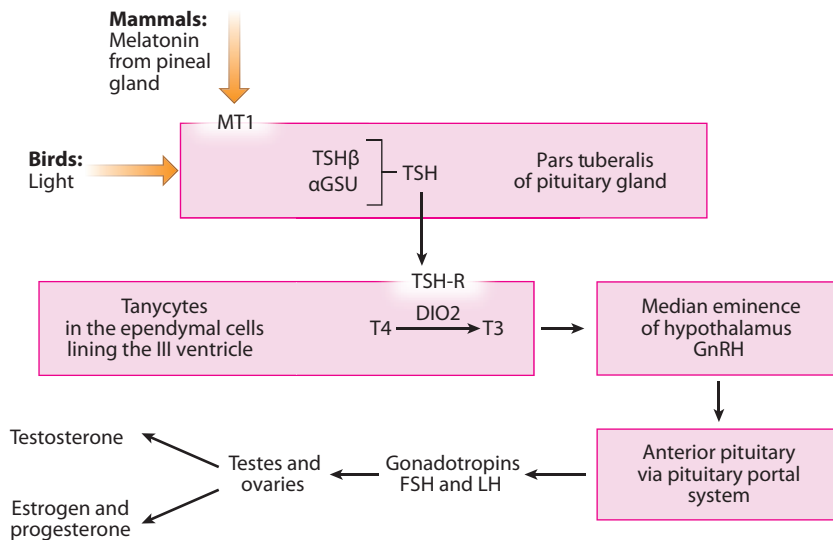 Mammals:
Melatonin
from pineal
gland
MT1
Birds:
Light
TSHβ
αGSU
TSH
Pars tuberalis
of pituitary gland
TSH-R
Tanycytes
in the ependymal cells
lining the III ventricle
DIO2
T4
T3
Median eminence
of hypothalamus
GnRH
Testosterone
Estrogen and
progesterone
Testes and
ovaries
Gonadotropins
FSH and LH
Anterior pituitary
via pituitary portal
system